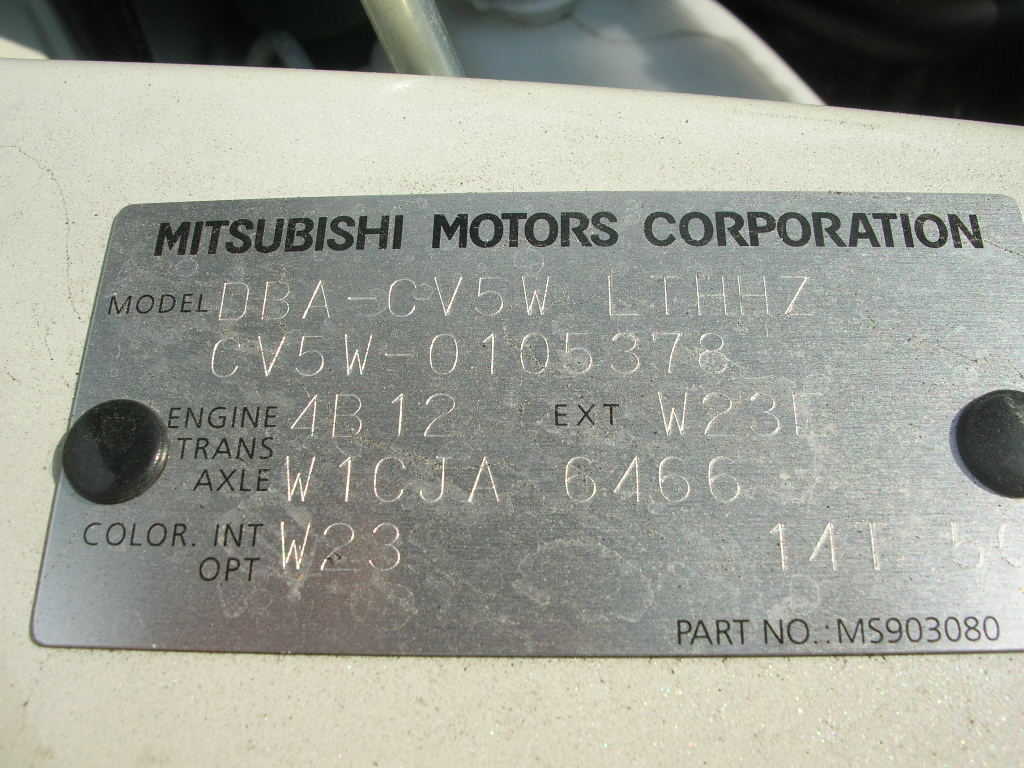 MITSUBISHI MOTORS CORPORATION
MODEL DBA-CV5W LTHHZ
CV5W-0105378
ENGINE 4B12 EXT
TRANS
AXLE W1CJA 6466
COLOR. INT W23 14T
OPT
PART NO.:MS903080